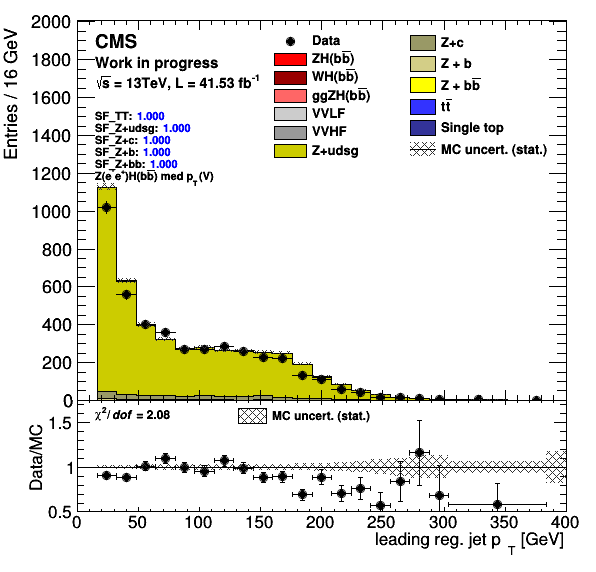 CMS
Work in progress
√s = 13TeV, L = 41.53 fb⁻¹
SF_TT: 1.000
SF_Z+udsg: 1.000
SF_Z+c: 1.000
SF_Z+b: 1.000
SF_Z+bb: 1.000
Z(e⁻e⁺)H(bb̅) med p_T(V)
Data
ZH(bb̅)
WH(bb̅)
ggZH(bb̅)
VVLF
VVHF
Z+udsg
Z+c
Z + b
Z + bb̅
tt̅
Single top
MC uncert. (stat.)
Entries / 16 GeV
2000
1800
1600
1400
1200
1000
800
600
400
200
0
χ²/dof = 2.08
MC uncert. (stat.)
Data/MC
1.5
1
0.5
0 50 100 150 200 250 300 350 400
leading reg. jet p_T [GeV]